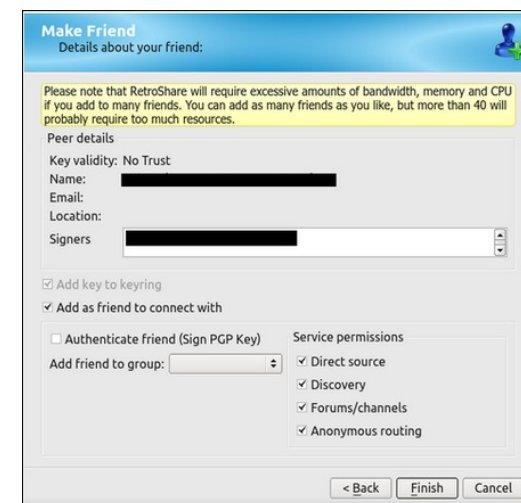 Make Friend
Details about your friend:
Please note that RetroShare will require excessive amounts of bandwidth, memory and CPU
if you add to many friends. You can add as many friends as you like, but more than 40 will
probably require too much resources.
Peer details
Key validity: No Trust
Name:
Email:
Location:
Signers
Add key to keyring
Add as friend to connect with
Authenticate friend (Sign PGP Key)
Add friend to group:
Service permissions
Direct source
Discovery
Forums/channels
Anonymous routing
< Back
Finish
Cancel